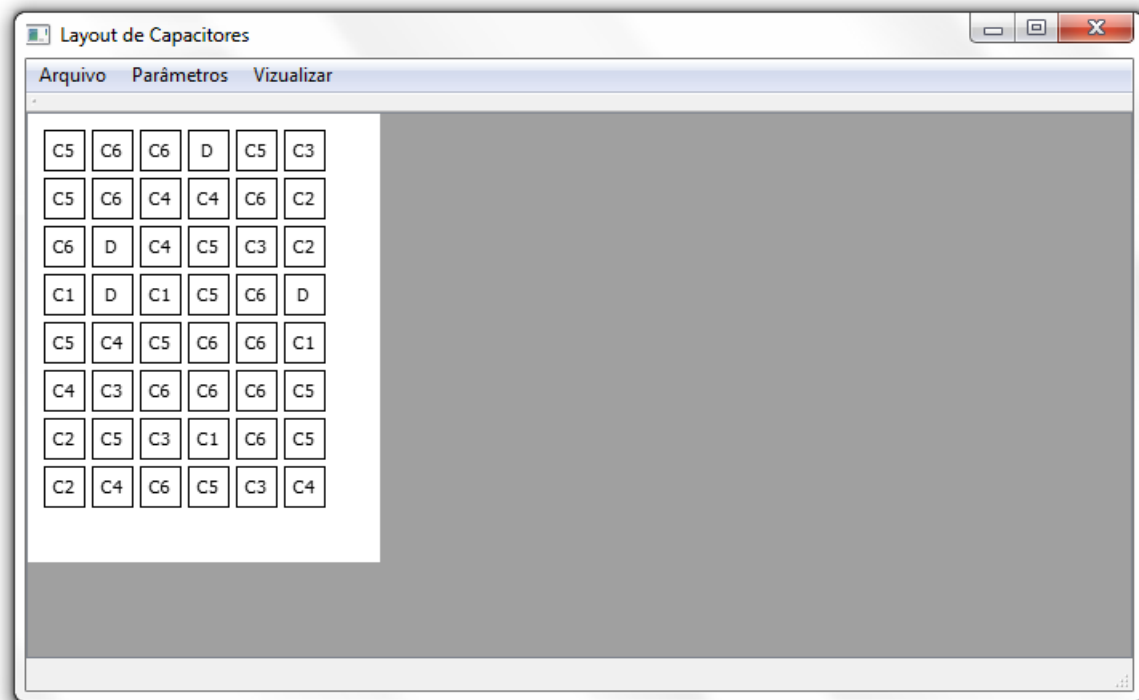 Layout de Capacitores
Arquivo Parâmetros Vizualizar
C5 C6 C6 D C5 C3
C5 C6 C4 C4 C6 C2
C6 D C4 C5 C3 C2
C1 D C1 C5 C6 D
C5 C4 C5 C6 C6 C1
C4 C3 C6 C6 C6 C5
C2 C5 C3 C1 C6 C5
C2 C4 C6 C5 C3 C4